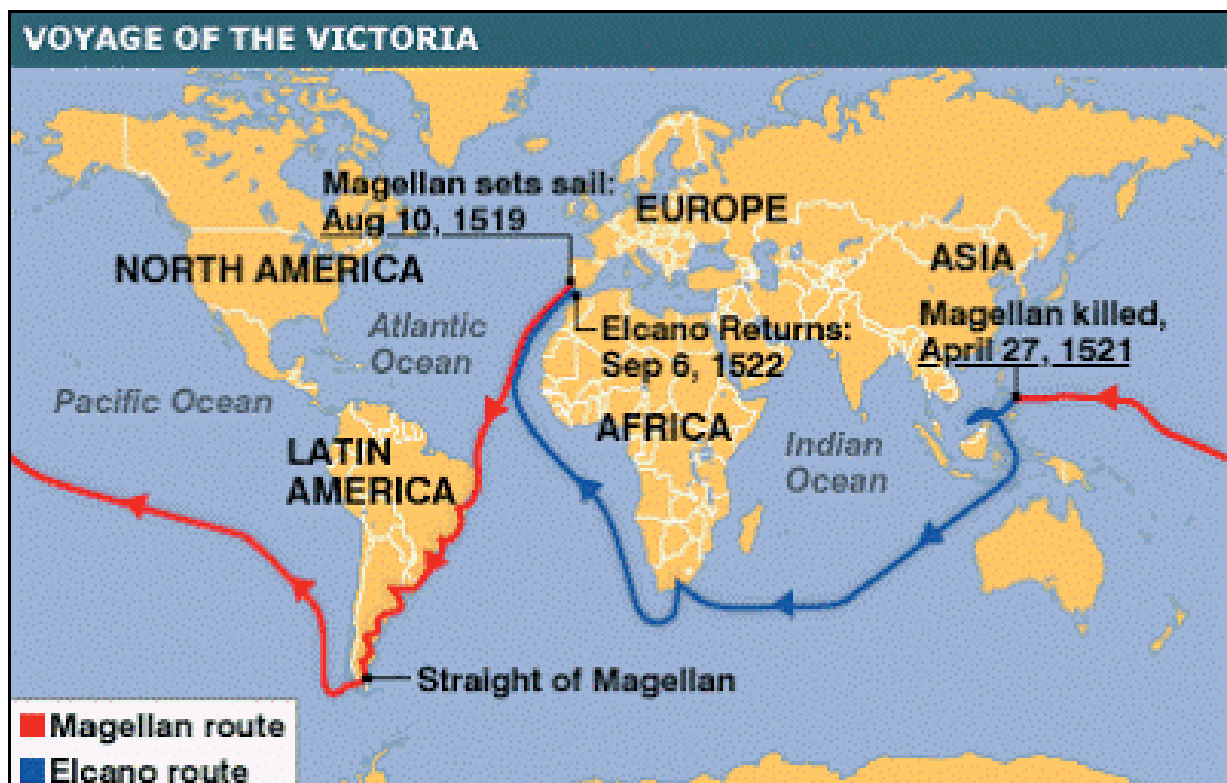 VOYAGE OF THE VICTORIA
Magellan sets sail:
Aug 10, 1519
EUROPE
NORTH AMERICA
ASIA
Atlantic
Ocean
Elcano Returns:
Sep 6, 1522
Magellan killed,
April 27, 1521
Pacific Ocean
AFRICA
LATIN
AMERICA
Indian
Ocean
Straight of Magellan
Magellan route
Elcano route